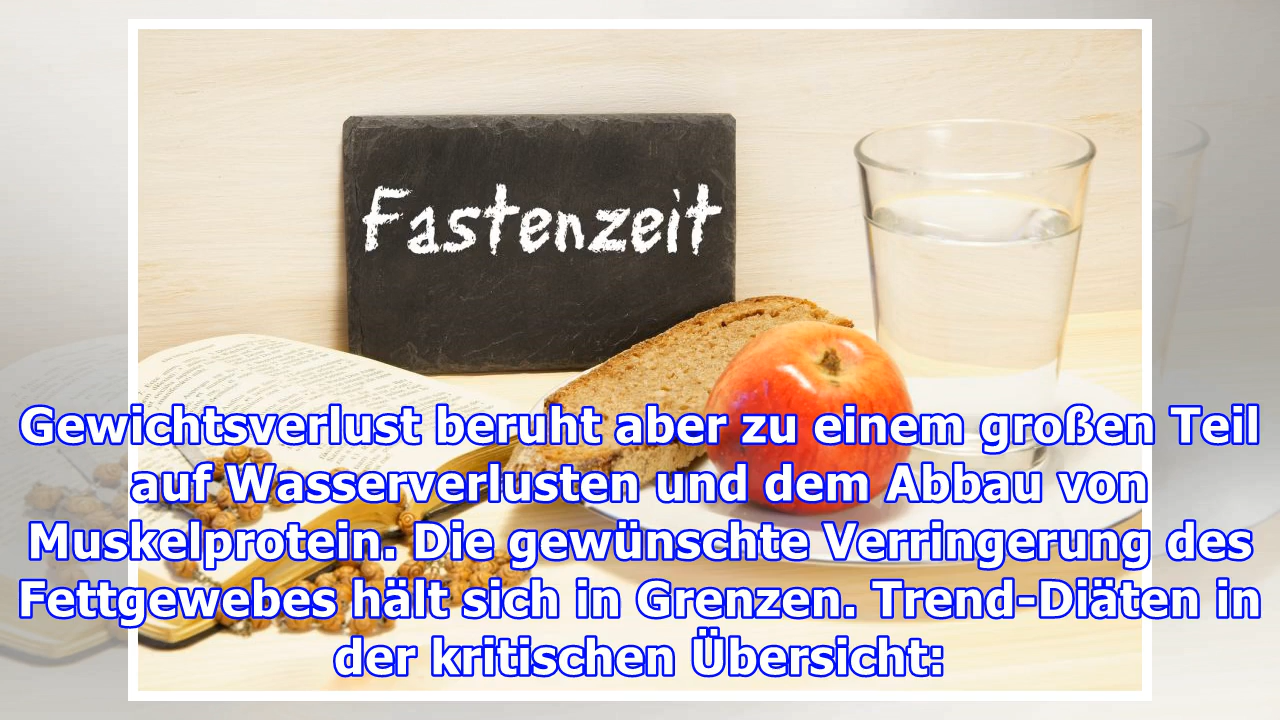 Fastenzeit
Gewichtsverlust beruht aber zu einem großen Teil
auf Wasserverlusten und dem Abbau von
Muskelprotein. Die gewünschte Verringerung des
Fettgewebes hält sich in Grenzen. Trend-Diäten in
der kritischen Übersicht: